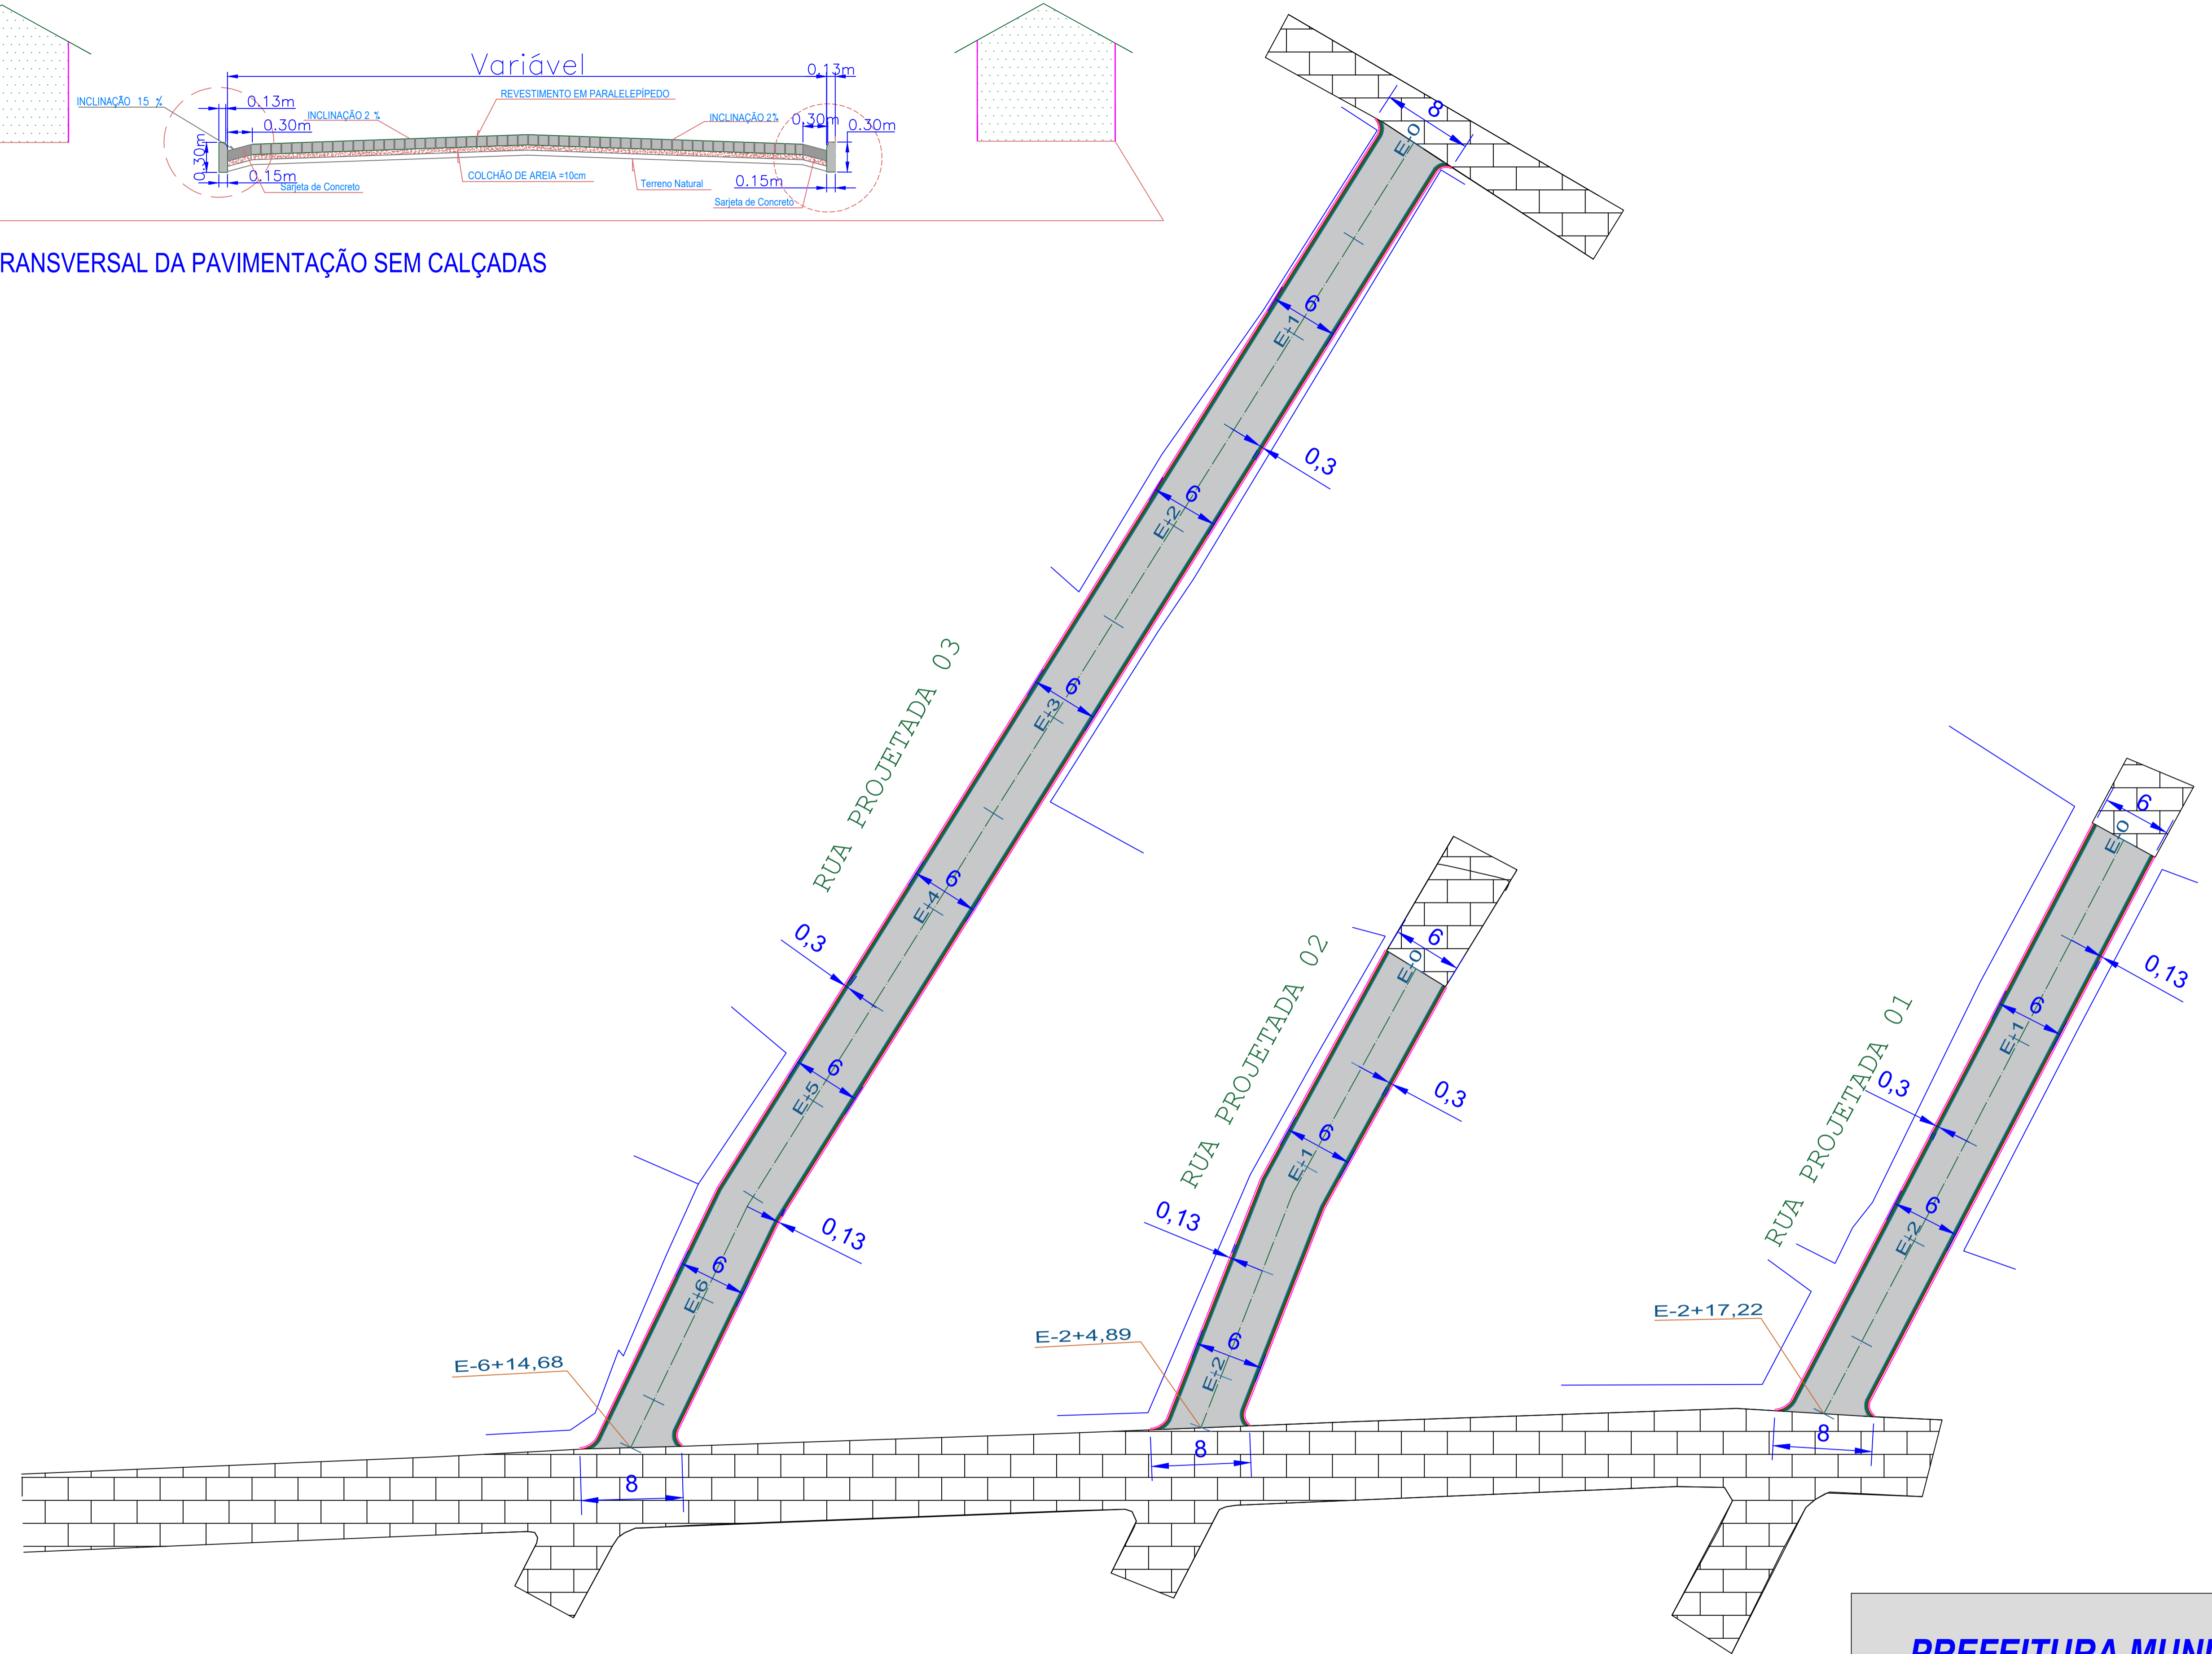 Variável
0,13m
INCLINAÇÃO 15 %
0.13m
REVESTIMENTO EM PARALELEPÍPEDO
INCLINAÇÃO 2 %
INCLINAÇÃO 2%
0.30m
0.30m
0.30m
0.30m
0.15m
Sarjeta de Concreto
COLCHÃO DE AREIA =10cm
Terreno Natural
0.15m
Sarjeta de Concreto
RANSVERSAL DA PAVIMENTAÇÃO SEM CALÇADAS
8
E-0
6
E-1
0,3
6
E-2
RUA PROJETADA 03
6
E-3
6
E-4
0,3
6
E-5
0,13
6
E-6
E-6+14,68
8
RUA PROJETADA 02
6
E-0
0,3
6
E-1
0,13
6
E-2
E-2+4,89
8
RUA PROJETADA 01
6
E-0
0,13
6
E-1
0,3
6
E-2
E-2+17,22
8
PREFEITURA MUNI